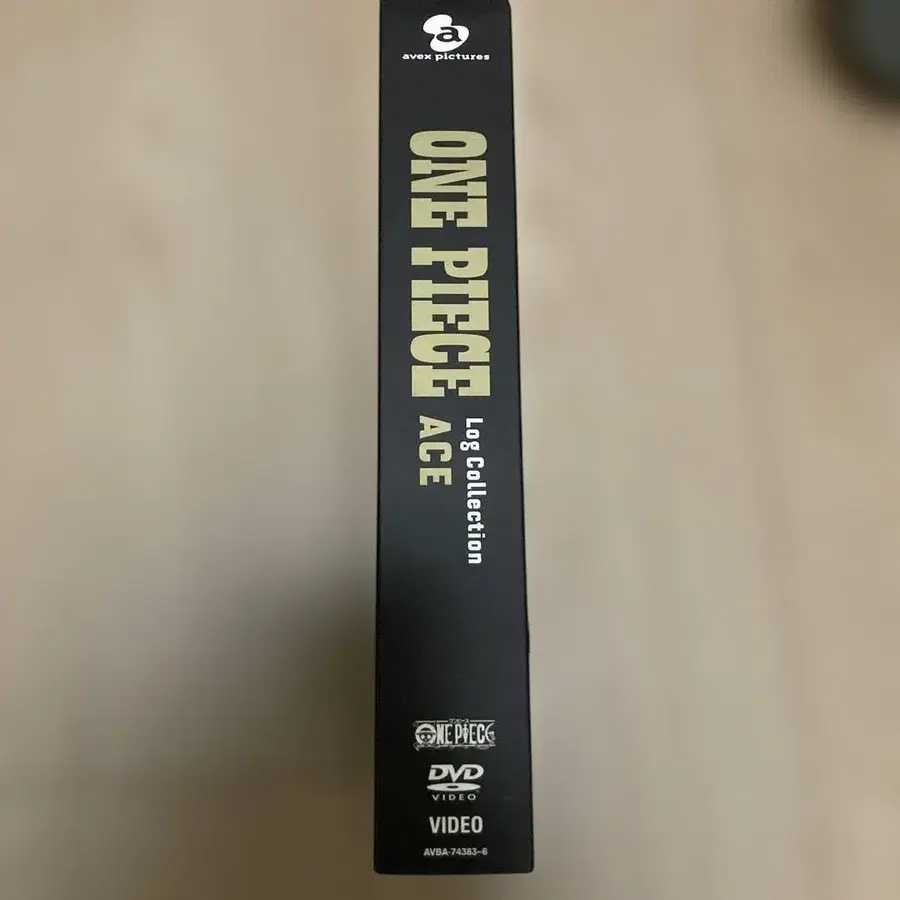 a
avex pictures
ONE PIECE
Log Collection
ACE
ONE PIECE
DVD
VIDEO
VIDEO
AVBA-74383~6